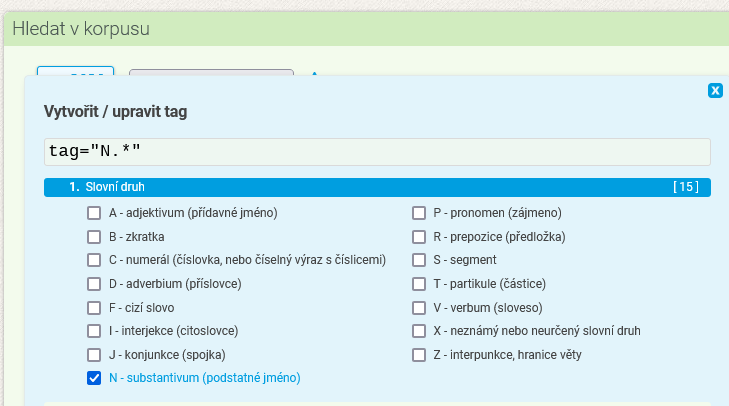 Hledat v korpusu
x
Vytvořit / upravit tag
tag="N.*"
1. Slovní druh [ 15 ]
A - adjektivum (přídavné jméno)
B - zkratka
C - numerál (číslovka, nebo číselný výraz s číslicemi)
D - adverbium (příslovce)
F - cizí slovo
I - interjekce (citoslovce)
J - konjunkce (spojka)
N - substantivum (podstatné jméno)
P - pronomen (zájmeno)
R - prepozice (předložka)
S - segment
T - partikule (částice)
V - verbum (sloveso)
X - neznámý nebo neurčený slovní druh
Z - interpunkce, hranice věty